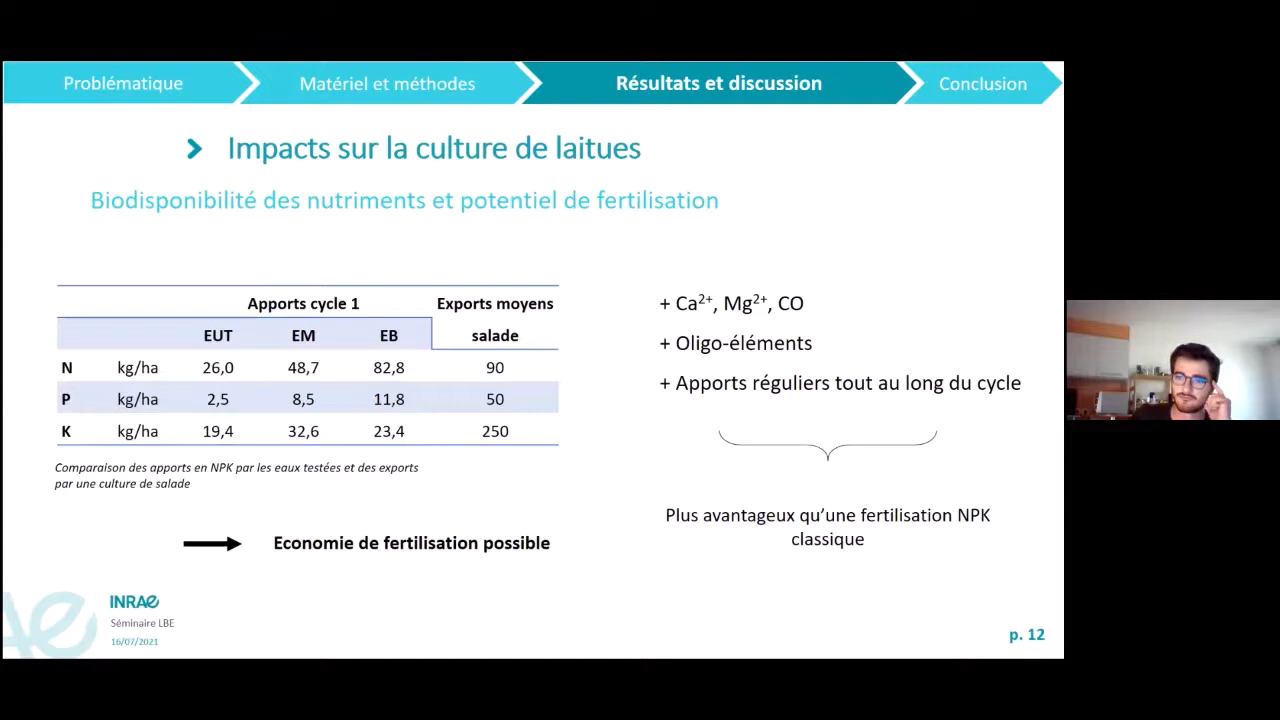 Problématique
Matériel et méthodes
Résultats et discussion
Conclusion
Impacts sur la culture de laitues
Biodisponibilité des nutriments et potentiel de fertilisation
Apports cycle 1 Exports moyens
EUT EM EB salade
N kg/ha 26,0 48,7 82,8 90
P kg/ha 2,5 8,5 11,8 50
K kg/ha 19,4 32,6 23,4 250
Comparaison des apports en NPK par les eaux testées et des exports
par une culture de salade
Economie de fertilisation possible
+ Ca²⁺, Mg²⁺, CO
+ Oligo-éléments
+ Apports réguliers tout au long du cycle
Plus avantageux qu’une fertilisation NPK
classique
INRAE
Séminaire LBE
16/07/2021
p. 12